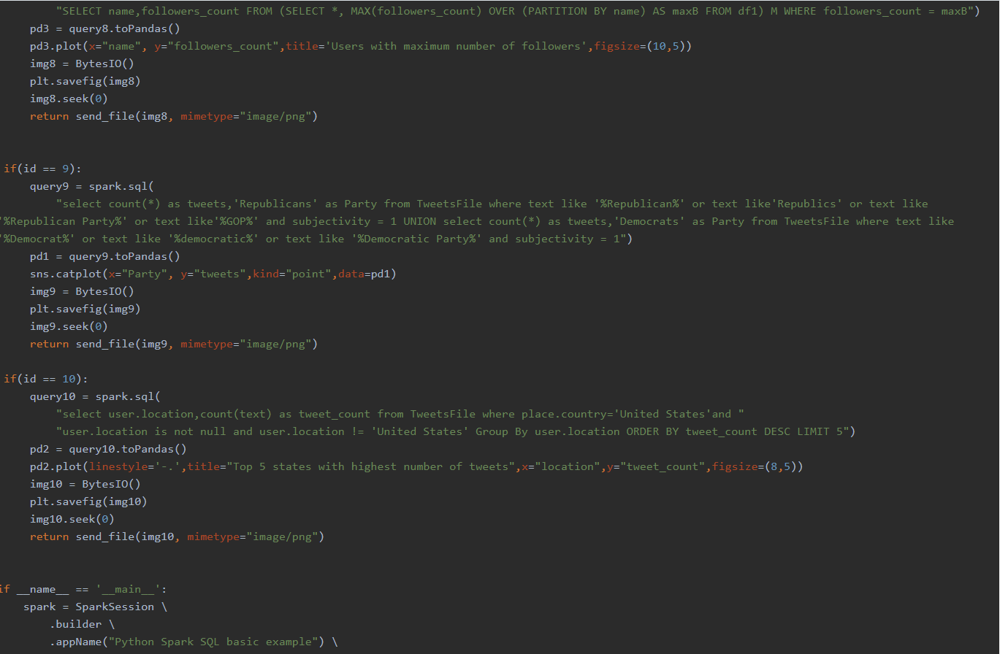 "SELECT name,followers_count FROM (SELECT *, MAX(followers_count) OVER (PARTITION BY name) AS maxB FROM df1) M WHERE followers_count = maxB")
pd3 = query8.toPandas()
pd3.plot(x="name", y="followers_count",title='Users with maximum number of followers',figsize=(10,5))
img8 = BytesIO()
plt.savefig(img8)
img8.seek(0)
return send_file(img8, mimetype="image/png")
if(id == 9):
query9 = spark.sql(
"select count(*) as tweets,'Republicans' as Party from TweetsFile where text like '%Republican%' or text like'Republics' or text like
'%Republican Party%' or text like'%GOP%' and subjectivity = 1 UNION select count(*) as tweets,'Democrats' as Party from TweetsFile where text like
'%Democrat%' or text like '%democratic%' or text like '%Democratic Party%' and subjectivity = 1")
pd1 = query9.toPandas()
sns.catplot(x="Party", y="tweets",kind="point",data=pd1)
img9 = BytesIO()
plt.savefig(img9)
img9.seek(0)
return send_file(img9, mimetype="image/png")
if(id == 10):
query10 = spark.sql(
"select user.location,count(text) as tweet_count from TweetsFile where place.country='United States'and "
"user.location is not null and user.location != 'United States' Group By user.location ORDER BY tweet_count DESC LIMIT 5")
pd2 = query10.toPandas()
pd2.plot(linestyle='-.',title="Top 5 states with highest number of tweets",x="location",y="tweet_count",figsize=(8,5))
img10 = BytesIO()
plt.savefig(img10)
img10.seek(0)
return send_file(img10, mimetype="image/png")
if __name__ == '__main__':
spark = SparkSession \
.builder \
.appName("Python Spark SQL basic example") \